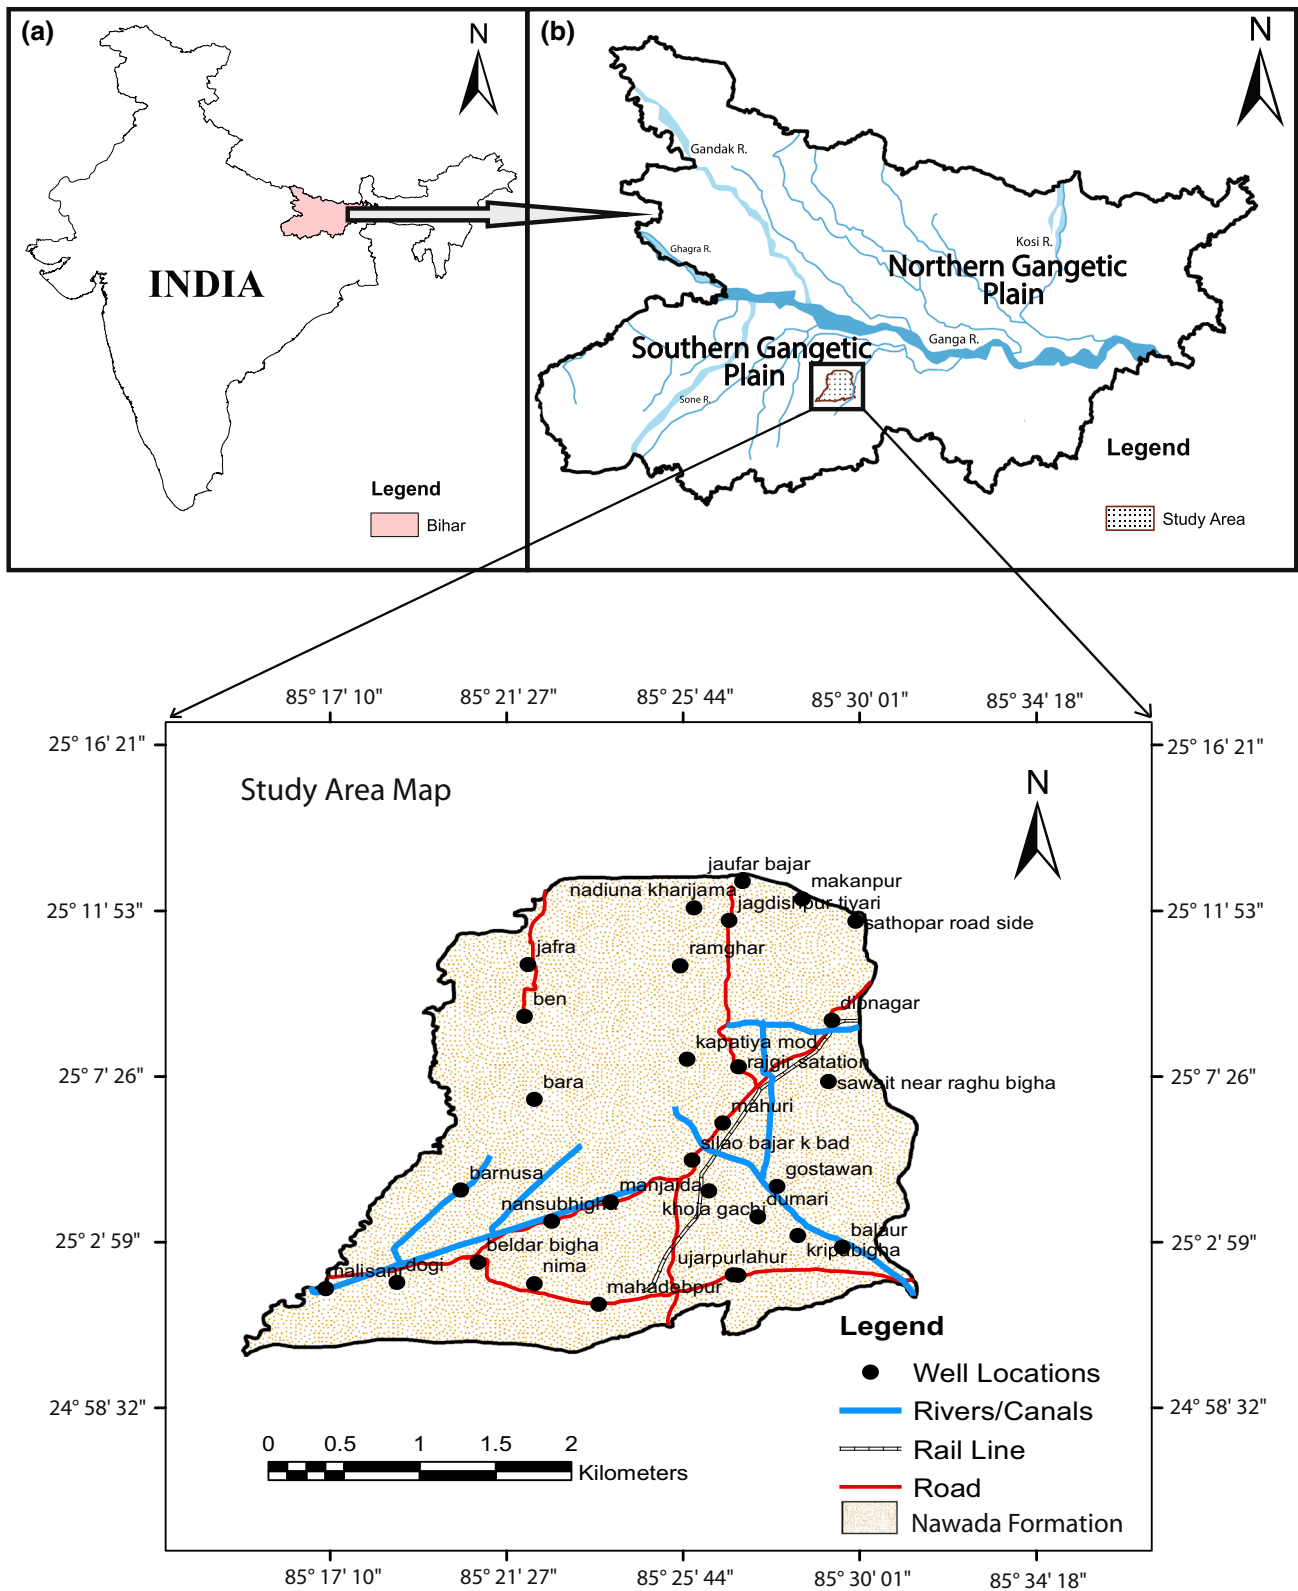 (a)
N
INDIA
Legend
Bihar
(b)
N
Gandak R.
Ghagra R.
Kosi R.
Northern Gangetic
Plain
Ganga R.
Southern Gangetic
Plain
Sone R.
Legend
Study Area
85° 17' 10" 85° 21' 27" 85° 25' 44" 85° 30' 01" 85° 34' 18"
25° 16' 21" 25° 16' 21"
Study Area Map
N
jaufar bajar
makanpur
nadiuna kharijama
jagdishpur tiyari
25° 11' 53" 25° 11' 53"
sathopar road side
jafra
ramghar
ben
dipnagar
kapatiya mod
rajgir satation
25° 7' 26" 25° 7' 26"
bara
sawait near raghu bigha
mahuri
silao bajar k bad
barnusa
gostawan
manjaida
nansubhigha
khoja gachi
dumari
balaur
25° 2' 59" 25° 2' 59"
beldar bigha
kripabigha
malisani
dogi
nima
ujarpurlahur
mahadebpur
Legend
Well Locations
24° 58' 32" 24° 58' 32"
Rivers/Canals
0 0.5 1 1.5 2
Kilometers
Rail Line
Road
Nawada Formation
85° 17' 10" 85° 21' 27" 85° 25' 44" 85° 30' 01" 85° 34' 18"